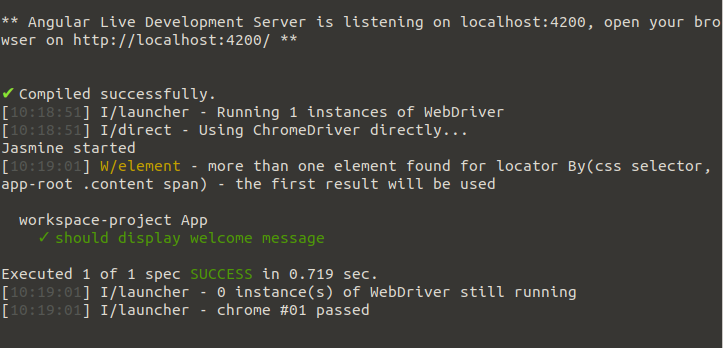 ** Angular Live Development Server is listening on localhost:4200, open your bro
wser on http://localhost:4200/ **
✔ Compiled successfully.
[10:18:51] I/launcher - Running 1 instances of WebDriver
[10:18:51] I/direct - Using ChromeDriver directly...
Jasmine started
[10:19:01] W/element - more than one element found for locator By(css selector,
app-root .content span) - the first result will be used
workspace-project App
✓ should display welcome message
Executed 1 of 1 spec SUCCESS in 0.719 sec.
[10:19:01] I/launcher - 0 instance(s) of WebDriver still running
[10:19:01] I/launcher - chrome #01 passed